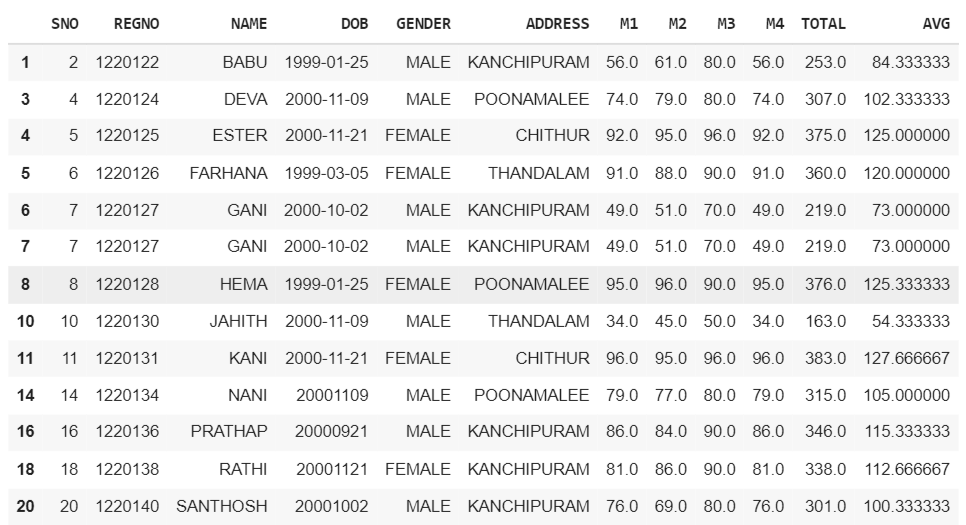 SNO REGNO NAME DOB GENDER ADDRESS M1 M2 M3 M4 TOTAL AVG
1 2 1220122 BABU 1999-01-25 MALE KANCHIPURAM 56.0 61.0 80.0 56.0 253.0 84.333333
3 4 1220124 DEVA 2000-11-09 MALE POONAMALEE 74.0 79.0 80.0 74.0 307.0 102.333333
4 5 1220125 ESTER 2000-11-21 FEMALE CHITHUR 92.0 95.0 96.0 92.0 375.0 125.000000
5 6 1220126 FARHANA 1999-03-05 FEMALE THANDALAM 91.0 88.0 90.0 91.0 360.0 120.000000
6 7 1220127 GANI 2000-10-02 MALE KANCHIPURAM 49.0 51.0 70.0 49.0 219.0 73.000000
7 7 1220127 GANI 2000-10-02 MALE KANCHIPURAM 49.0 51.0 70.0 49.0 219.0 73.000000
8 8 1220128 HEMA 1999-01-25 FEMALE POONAMALEE 95.0 96.0 90.0 95.0 376.0 125.333333
10 10 1220130 JAHITH 2000-11-09 MALE THANDALAM 34.0 45.0 50.0 34.0 163.0 54.333333
11 11 1220131 KANI 2000-11-21 FEMALE CHITHUR 96.0 95.0 96.0 96.0 383.0 127.666667
14 14 1220134 NANI 20001109 MALE POONAMALEE 79.0 77.0 80.0 79.0 315.0 105.000000
16 16 1220136 PRATHAP 20000921 MALE KANCHIPURAM 86.0 84.0 90.0 86.0 346.0 115.333333
18 18 1220138 RATHI 20001121 FEMALE KANCHIPURAM 81.0 86.0 90.0 81.0 338.0 112.666667
20 20 1220140 SANTHOSH 20001002 MALE KANCHIPURAM 76.0 69.0 80.0 76.0 301.0 100.333333